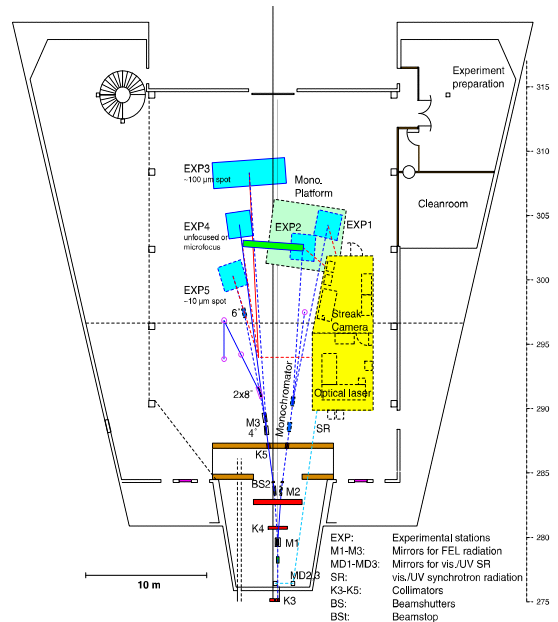 Experiment
preparation
315
310
EXP3
~100 µm spot
Mono.
Platform
Cleanroom
EXP4
unfocused or
microfocus
EXP2
EXP1
305
EXP5
~10 µm spot
300
6°
Streak
Camera
295
2x8°
Monochromator
Optical laser
290
M3
4°
SR
K5
285
BS2
M2
K4
280
M1
MD2,3
K3
275
10 m
EXP: Experimental stations
M1-M3: Mirrors for FEL radiation
MD1-MD3: Mirrors for vis./UV SR
SR: vis./UV synchrotron radiation
K3-K5: Collimators
BS: Beamshutters
BSt: Beamstop